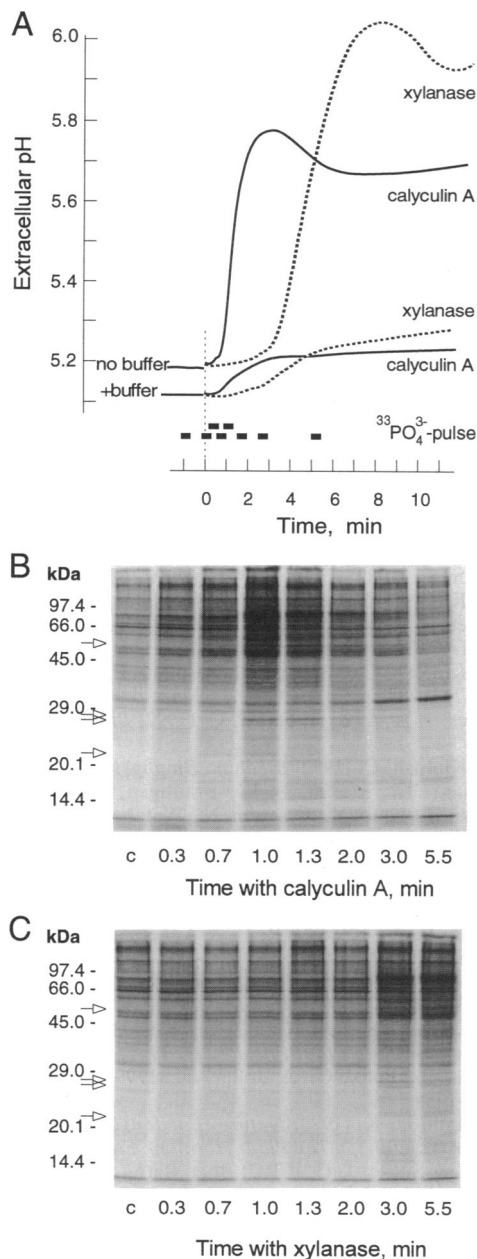 A
6.0
5.8
5.6
5.4
5.2
Extracellular pH
xylanase
calyculin A
xylanase
calyculin A
no buffer
+buffer
³³PO₄³⁻-pulse
0 2 4 6 8 10
Time, min
B kDa
97.4 -
66.0 -
45.0 -
29.0 -
20.1 -
14.4 -
c 0.3 0.7 1.0 1.3 2.0 3.0 5.5
Time with calyculin A, min
C kDa
97.4 -
66.0 -
45.0 -
29.0 -
20.1 -
14.4 -
c 0.3 0.7 1.0 1.3 2.0 3.0 5.5
Time with xylanase, min